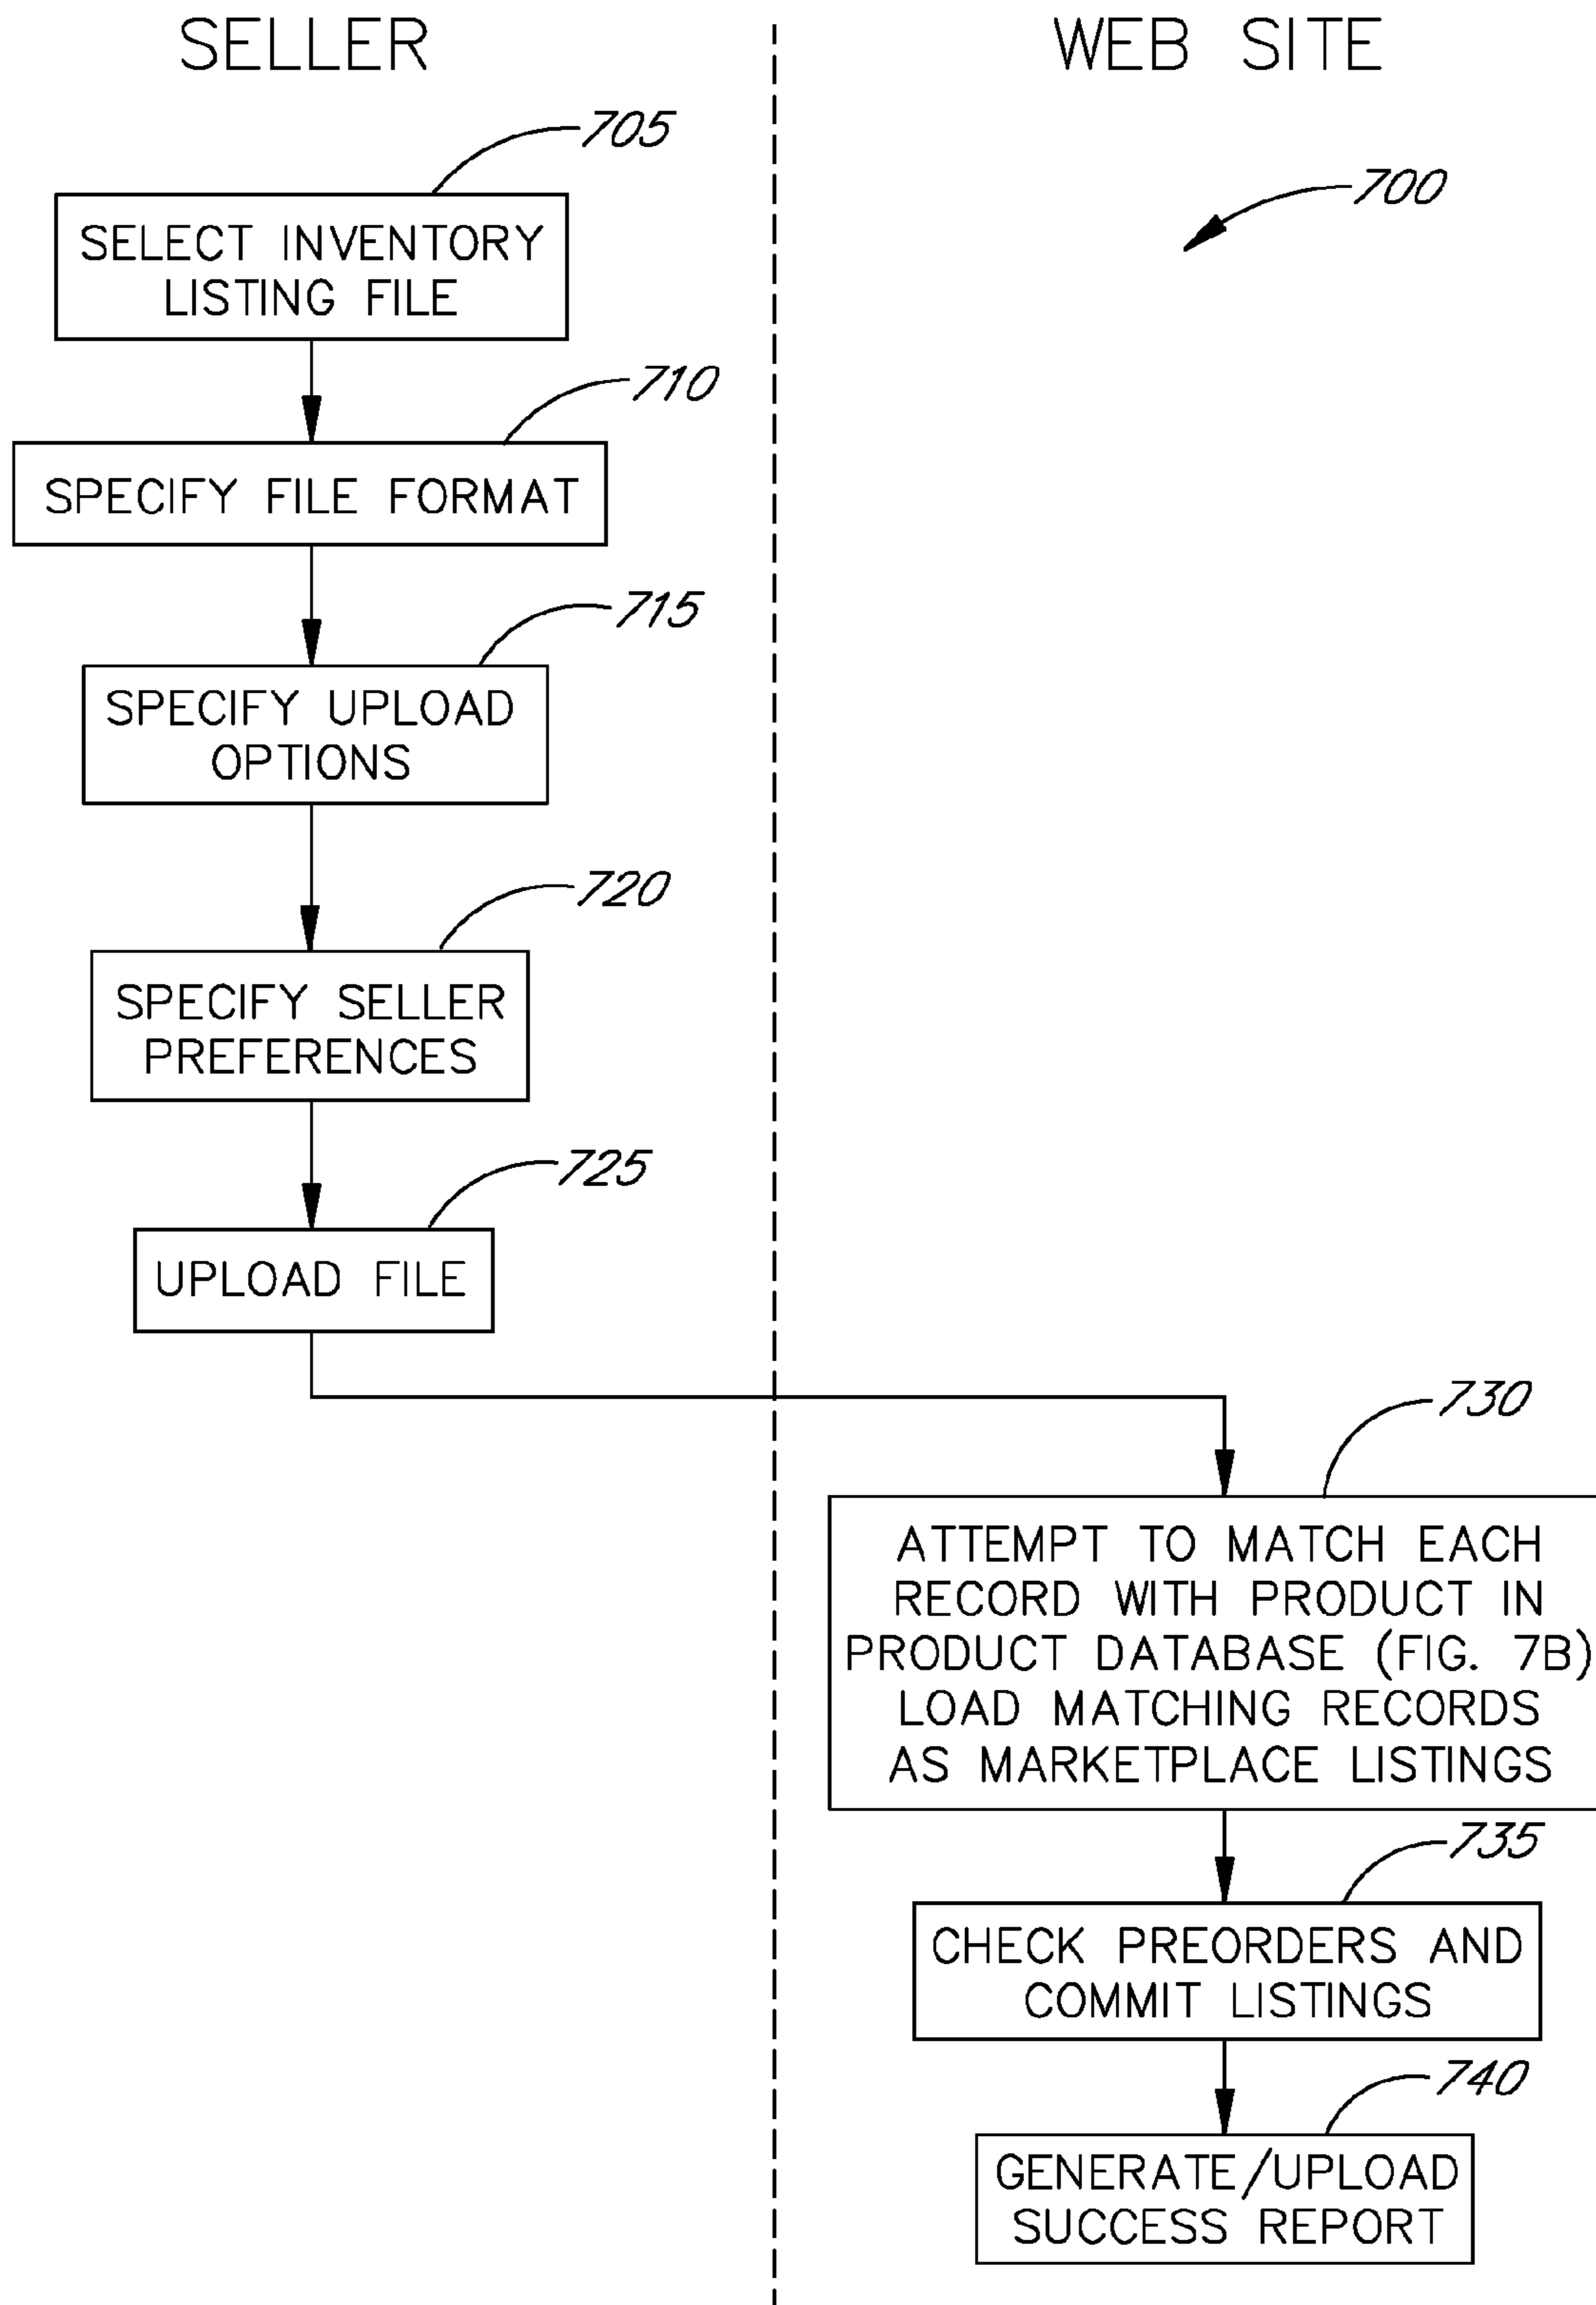 SELLER
WEB SITE
705
700
SELECT INVENTORY
LISTING FILE
710
SPECIFY FILE FORMAT
715
SPECIFY UPLOAD
OPTIONS
720
SPECIFY SELLER
PREFERENCES
725
UPLOAD FILE
730
ATTEMPT TO MATCH EACH
RECORD WITH PRODUCT IN
PRODUCT DATABASE (FIG. 7B)
LOAD MATCHING RECORDS
AS MARKETPLACE LISTINGS
735
CHECK PREORDERS AND
COMMIT LISTINGS
740
GENERATE/UPLOAD
SUCCESS REPORT